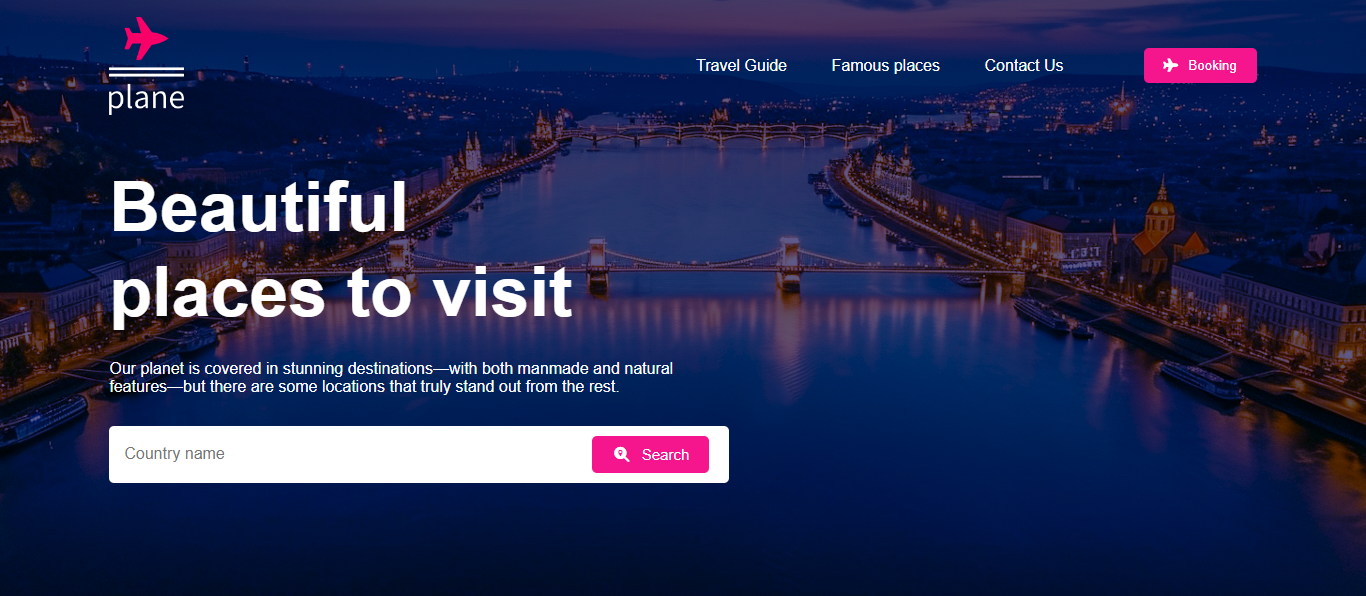 plane
Travel Guide
Famous places
Contact Us
Booking
Beautiful
places to visit
Our planet is covered in stunning destinations—with both manmade and natural
features—but there are some locations that truly stand out from the rest.
Country name
Search